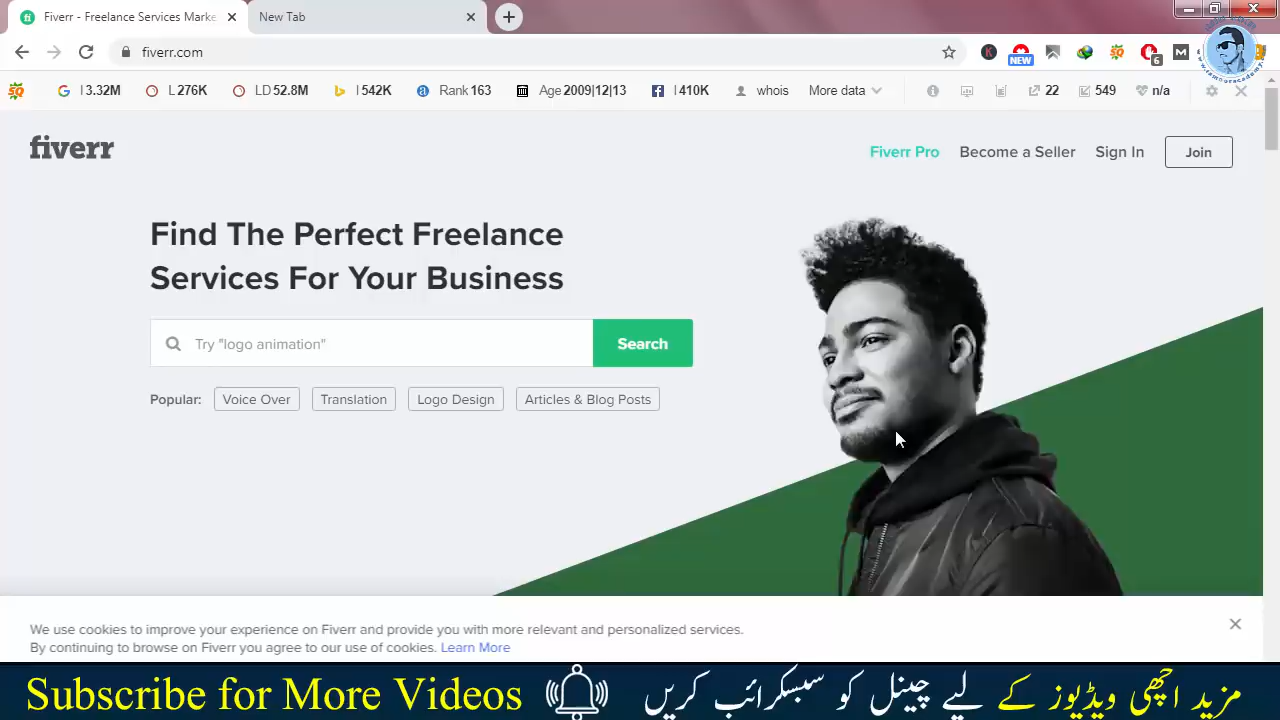 Fiverr - Freelance Services Marke
New Tab
fiverr.com
NEW
6
SQ
I 3.32M
L 276K
LD 52.8M
I 542K
Rank 163
Age 2009|12|13
I 410K
whois
More data
22
549
n/a
fiverr
Fiverr Pro
Become a Seller
Sign In
Join
Find The Perfect Freelance
Services For Your Business
Try "logo animation"
Search
Popular:
Voice Over
Translation
Logo Design
Articles & Blog Posts
We use cookies to improve your experience on Fiverr and provide you with more relevant and personalized services.
By continuing to browse on Fiverr you agree to our use of cookies. Learn More
Subscribe for More Videos
مزید اچھی ویڈیوز کے لیے چینل کو سبسکرائب کریں